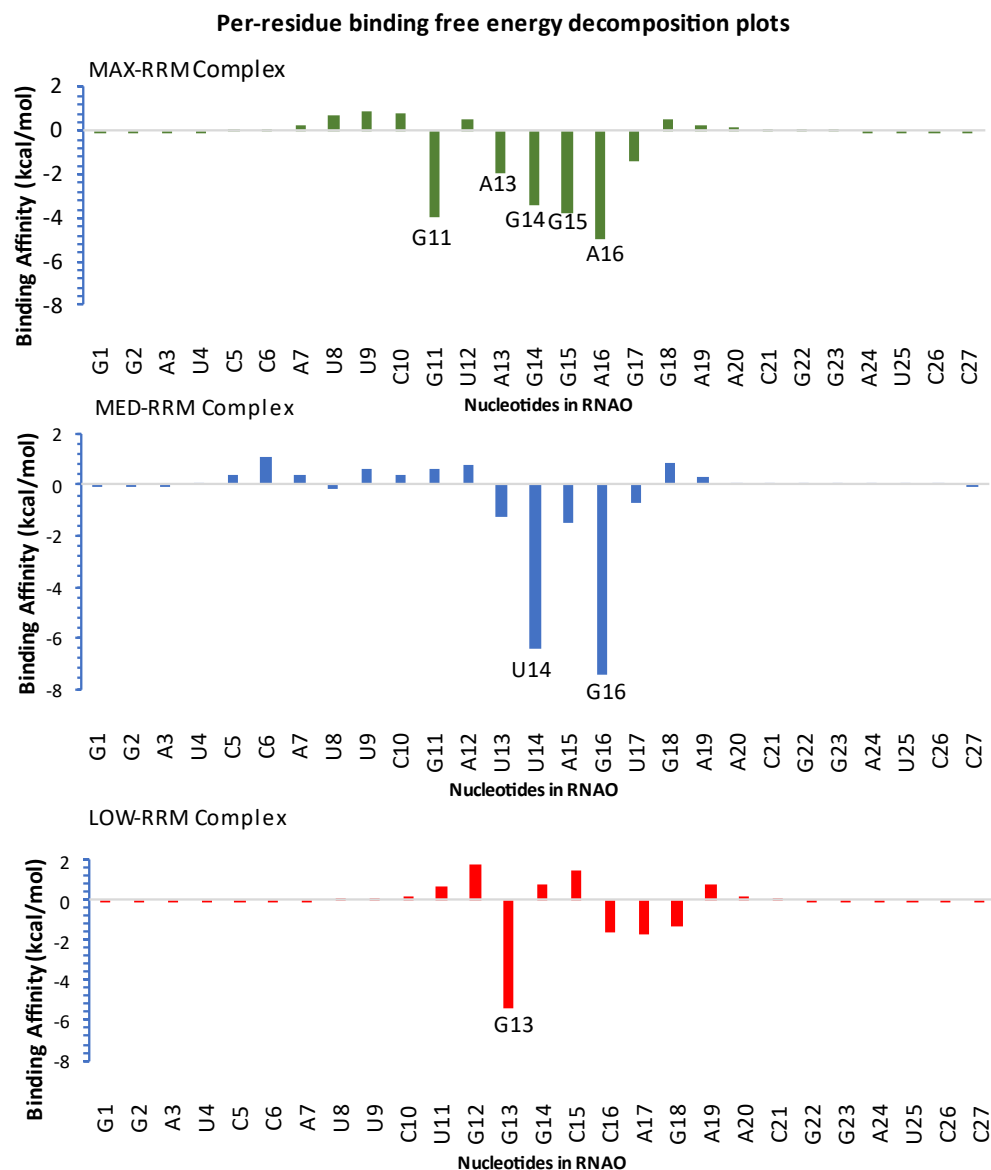 Per-residue binding free energy decomposition plots
MAX-RRM Complex
Binding Affinity (kcal/mol)
2
0
-2
-4
-6
-8
G11
A13
G14
G15
A16
G1 G2 A3 U4 C5 C6 A7 U8 U9 C10 G11 U12 A13 G14 G15 A16 G17 G18 A19 A20 C21 G22 G23 A24 U25 C26 C27
Nucleotides in RNAO
MED-RRM Complex
Binding Affinity (kcal/mol)
2
0
-2
-4
-6
-8
U14
G16
G1 G2 A3 U4 C5 C6 A7 U8 U9 C10 G11 A12 U13 U14 A15 G16 U17 G18 A19 A20 C21 G22 G23 A24 U25 C26 C27
Nucleotides in RNAO
LOW-RRM Complex
Binding Affinity (kcal/mol)
2
0
-2
-4
-6
-8
G13
G1 G2 A3 U4 C5 C6 A7 U8 U9 C10 U11 G12 G13 G14 C15 C16 A17 G18 A19 A20 C21 G22 G23 A24 U25 C26 C27
Nucleotides in RNAO